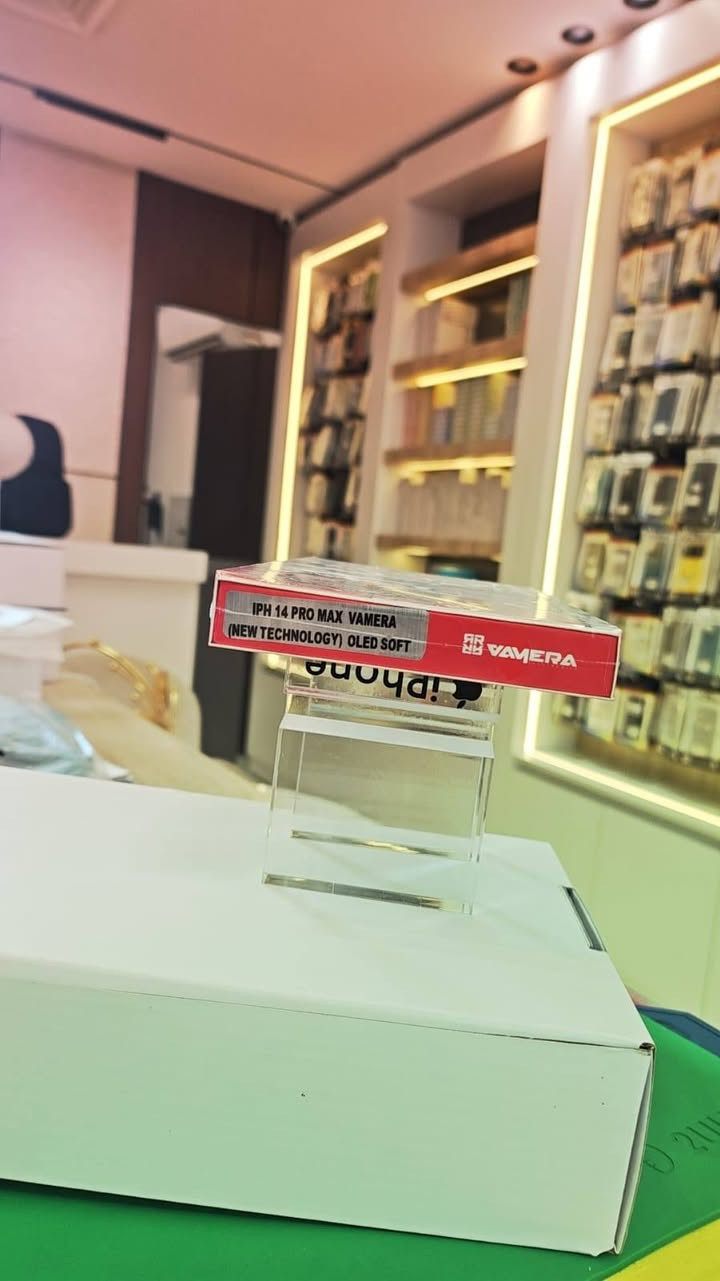 IPH 14 PRO MAX VAMERA
(NEW TECHNOLOGY) OLED SOFT
VAMERA
iPhone